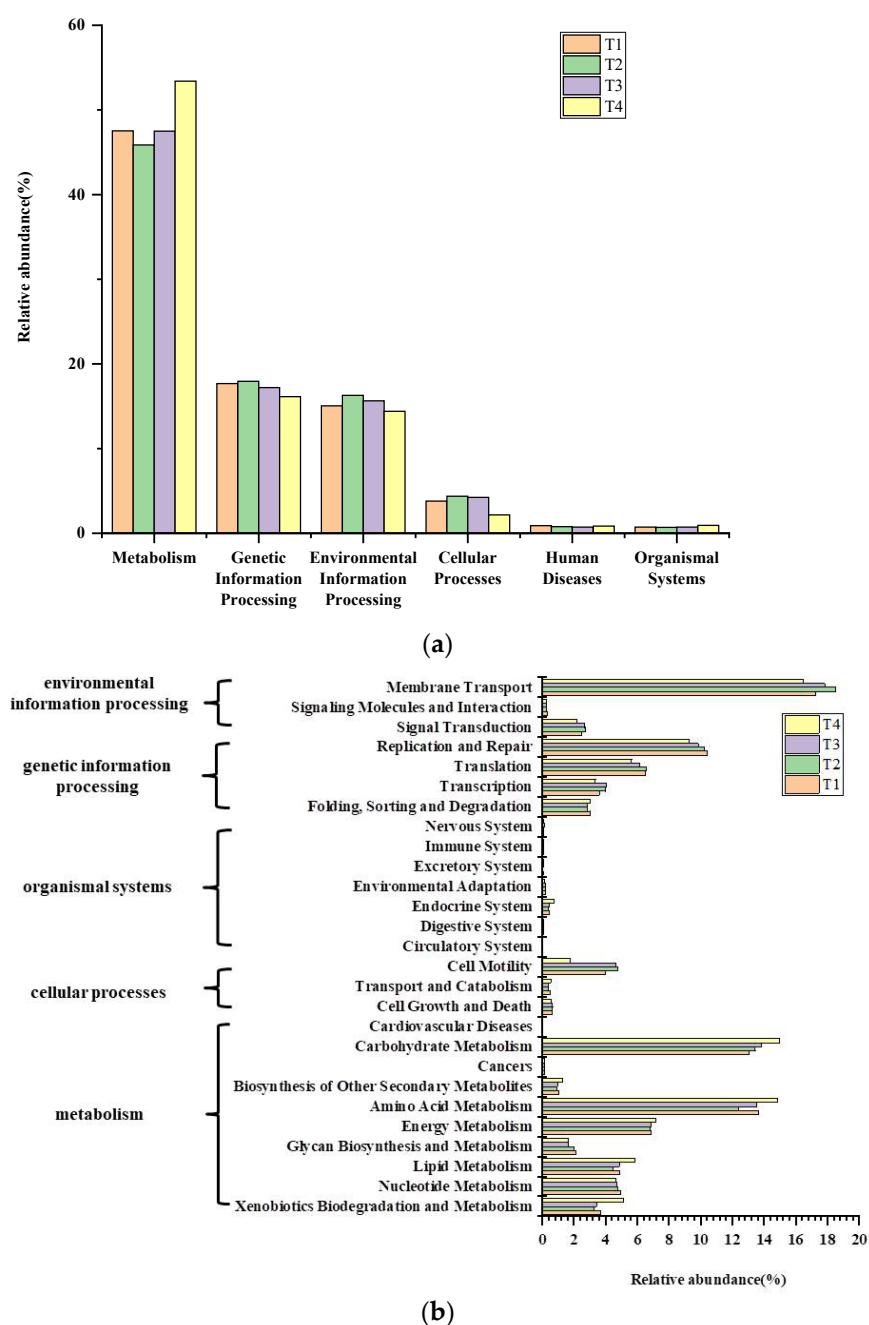 60
40
20
0
Relative abundance(%)
T1
T2
T3
T4
Metabolism
Genetic
Information
Processing
Environmental
Information
Processing
Cellular
Processes
Human
Diseases
Organismal
Systems
(a)
environmental
information processing
genetic information
processing
organismal systems
cellular processes
metabolism
Membrane Transport
Signaling Molecules and Interaction
Signal Transduction
Replication and Repair
Translation
Transcription
Folding, Sorting and Degradation
Nervous System
Immune System
Excretory System
Environmental Adaptation
Endocrine System
Digestive System
Circulatory System
Cell Motility
Transport and Catabolism
Cell Growth and Death
Cardiovascular Diseases
Carbohydrate Metabolism
Cancers
Biosynthesis of Other Secondary Metabolites
Amino Acid Metabolism
Energy Metabolism
Glycan Biosynthesis and Metabolism
Lipid Metabolism
Nucleotide Metabolism
Xenobiotics Biodegradation and Metabolism
T4
T3
T2
T1
0 2 4 6 8 10 12 14 16 18 20
Relative abundance(%)
(b)